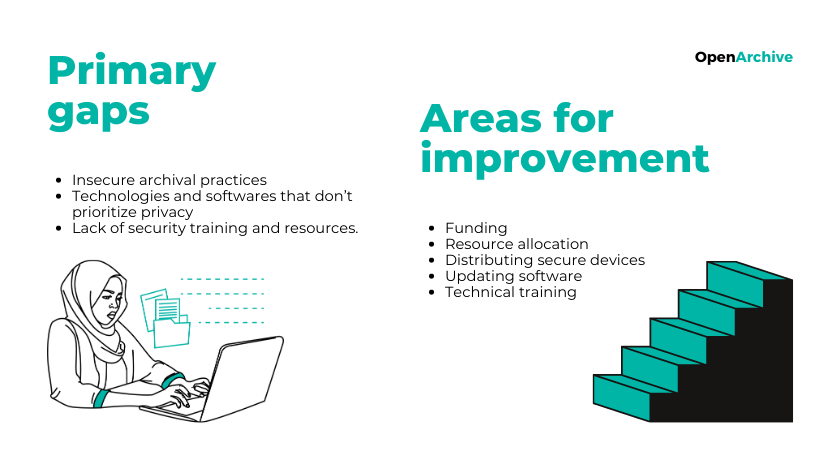 Primary
gaps
• Insecure archival practices
• Technologies and softwares that don't
prioritize privacy
• Lack of security training and resources.
OpenArchive
Areas for
improvement
• Funding
• Resource allocation
• Distributing secure devices
• Updating software
• Technical training